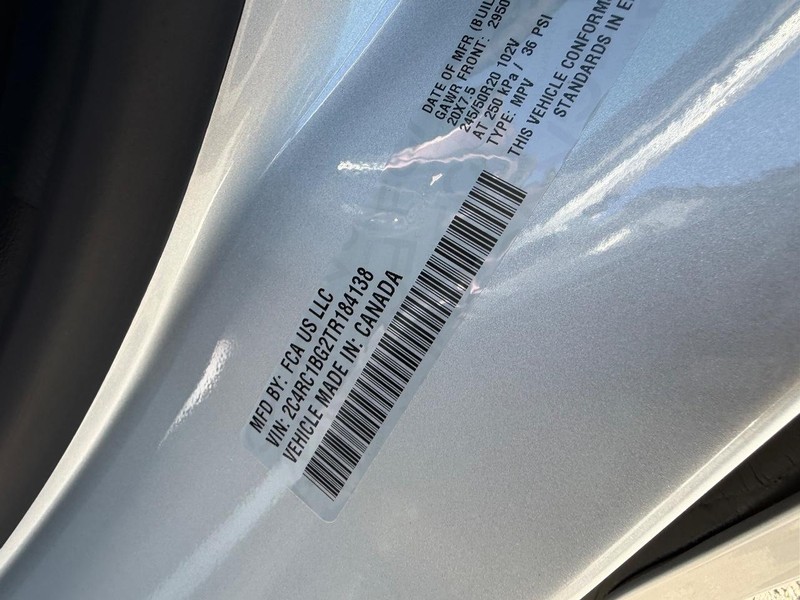 MFD BY: FCA US LLC
VIN: 2C4RC1BG2TR184138
VEHICLE MADE IN: CANADA
DATE OF MFR
GAWR FRONT: 2950
20X7.5
245/50R20 102V
AT 250 kPa / 36 PSI
TYPE: MPV
THIS VEHICLE CONFORM
STANDARDS IN